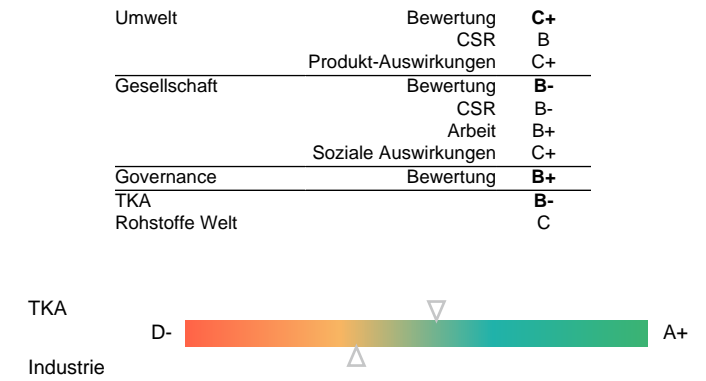 Umwelt Bewertung C+
CSR B
Produkt-Auswirkungen C+
Gesellschaft Bewertung B-
CSR B-
Arbeit B+
Soziale Auswirkungen C+
Governance Bewertung B+
TKA B-
Rohstoffe Welt C
TKA
D- A+
Industrie